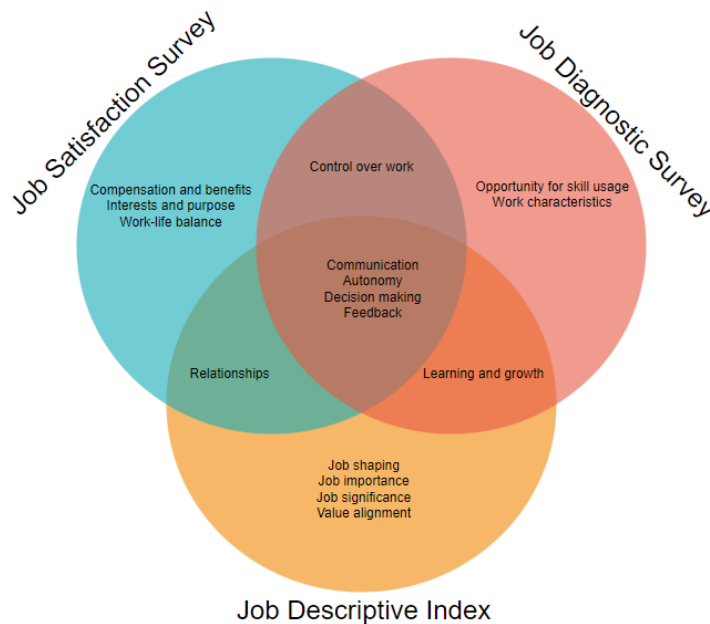 Job Satisfaction Survey
Job Diagnostic Survey
Control over work
Compensation and benefits
Interests and purpose
Work-life balance
Opportunity for skill usage
Work characteristics
Communication
Autonomy
Decision making
Feedback
Relationships
Learning and growth
Job shaping
Job importance
Job significance
Value alignment
Job Descriptive Index